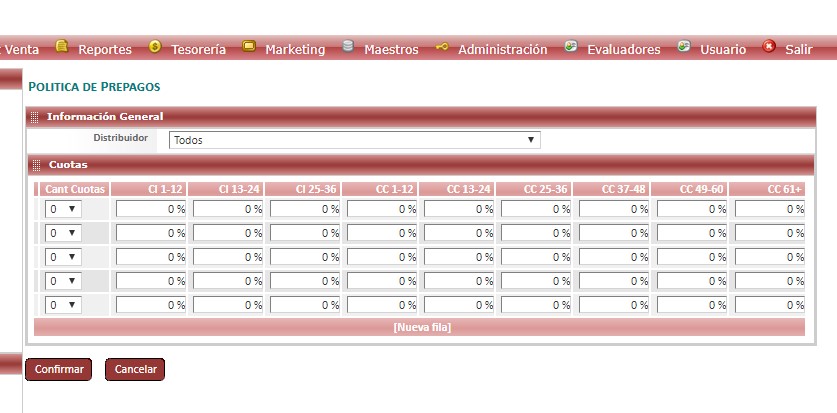 Venta Reportes Tesorería Marketing Maestros Administración Evaluadores Usuario Salir
POLITICA DE PREPAGOS
Información General
Distribuidor Todos
Cuotas
Cant Cuotas CI 1-12 CI 13-24 CI 25-36 CC 1-12 CC 13-24 CC 25-36 CC 37-48 CC 49-60 CC 61+
0 0 % 0 % 0 % 0 % 0 % 0 % 0 % 0 % 0 %
0 0 % 0 % 0 % 0 % 0 % 0 % 0 % 0 % 0 %
0 0 % 0 % 0 % 0 % 0 % 0 % 0 % 0 % 0 %
0 0 % 0 % 0 % 0 % 0 % 0 % 0 % 0 % 0 %
0 0 % 0 % 0 % 0 % 0 % 0 % 0 % 0 % 0 %
[Nueva fila]
Confirmar Cancelar